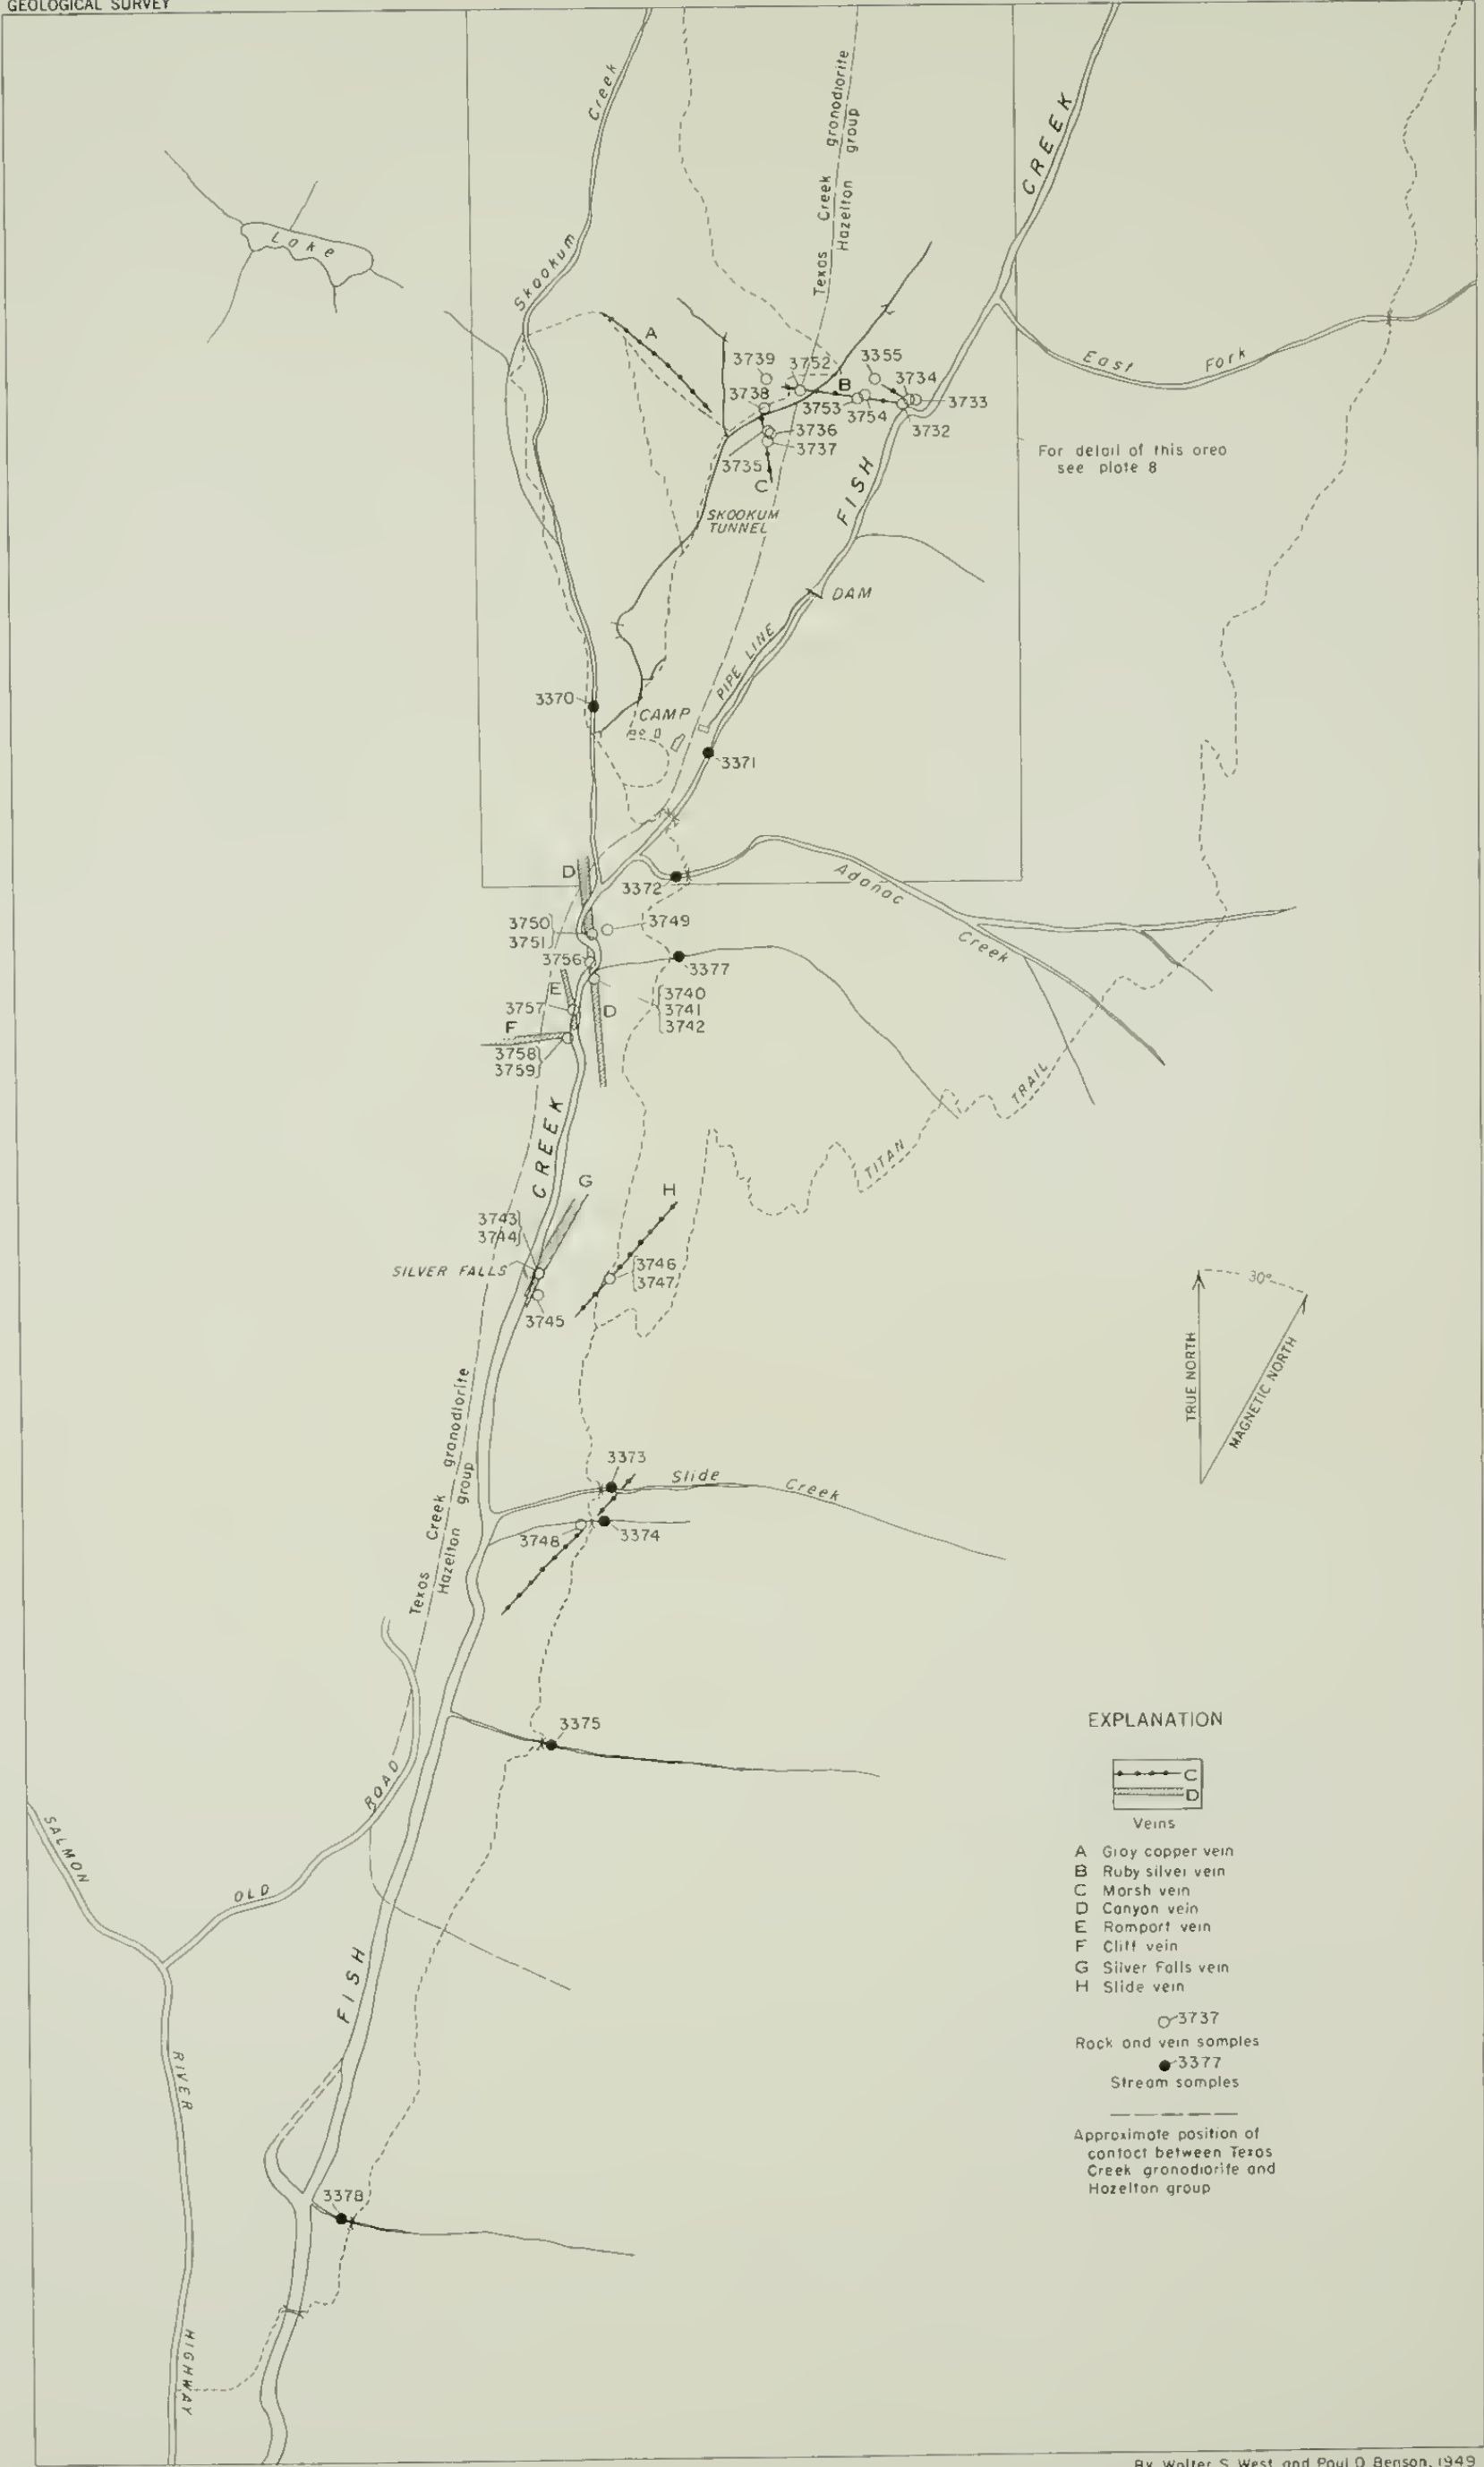 GEOLOGICAL SURVEY
Creek
Skookum
Lake
Texas Creek granodiorite
Hazelton group
CREEK
East Fork
A
3739
3752
3355
3734
B
3738
3753
3754
3733
3732
3736
3737
3735
C
SKOOKUM
TUNNEL
FISH
For detail of this area
see plate 8
DAM
PIPE LINE
3370
CAMP
3371
D
3372
Adanac
Creek
3750
3751
3749
3756
3377
E
3740
3741
3742
3757
D
F
3758
3759
CREEK
TITAN TRAIL
G
H
3743
3744
SILVER FALLS
3746
3747
3745
30°
TRUE NORTH
MAGNETIC NORTH
Texas Creek granodiorite
Hazelton group
3373
Slide Creek
3748
3374
3375
OLD ROAD
SALMON
RIVER
HIGHWAY
FISH
3378
EXPLANATION
C
D
Veins
A Gray copper vein
B Ruby silver vein
C Morsh vein
D Canyon vein
E Romport vein
F Cliff vein
G Silver Falls vein
H Slide vein
3737
Rock and vein samples
3377
Stream samples
Approximate position of
contact between Texas
Creek granodiorite and
Hazelton group
By Walter S. West and Paul O. Benson, 1949